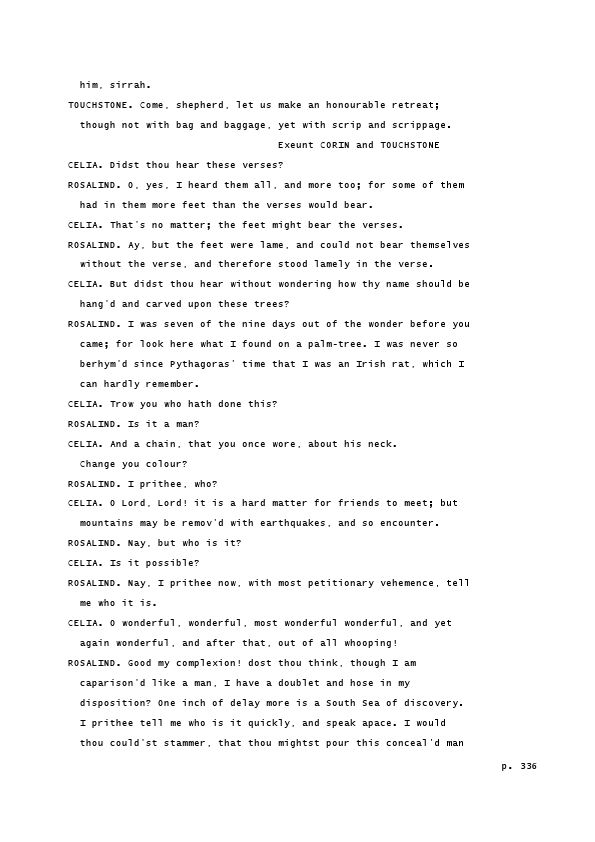 him, sirrah.
TOUCHSTONE. Come, shepherd, let us make an honourable retreat;
though not with bag and baggage, yet with scrip and scrippage.
Exeunt CORIN and TOUCHSTONE
CELIA. Didst thou hear these verses?
ROSALIND. O, yes, I heard them all, and more too; for some of them
had in them more feet than the verses would bear.
CELIA. That's no matter; the feet might bear the verses.
ROSALIND. Ay, but the feet were lame, and could not bear themselves
without the verse, and therefore stood lamely in the verse.
CELIA. But didst thou hear without wondering how thy name should be
hang'd and carved upon these trees?
ROSALIND. I was seven of the nine days out of the wonder before you
came; for look here what I found on a palm-tree. I was never so
berhym'd since Pythagoras' time that I was an Irish rat, which I
can hardly remember.
CELIA. Trow you who hath done this?
ROSALIND. Is it a man?
CELIA. And a chain, that you once wore, about his neck.
Change you colour?
ROSALIND. I prithee, who?
CELIA. O Lord, Lord! it is a hard matter for friends to meet; but
mountains may be remov'd with earthquakes, and so encounter.
ROSALIND. Nay, but who is it?
CELIA. Is it possible?
ROSALIND. Nay, I prithee now, with most petitionary vehemence, tell
me who it is.
CELIA. O wonderful, wonderful, most wonderful wonderful, and yet
again wonderful, and after that, out of all whooping!
ROSALIND. Good my complexion! dost thou think, though I am
caparison'd like a man, I have a doublet and hose in my
disposition? One inch of delay more is a South Sea of discovery.
I prithee tell me who is it quickly, and speak apace. I would
thou could'st stammer, that thou mightst pour this conceal'd man
p. 336